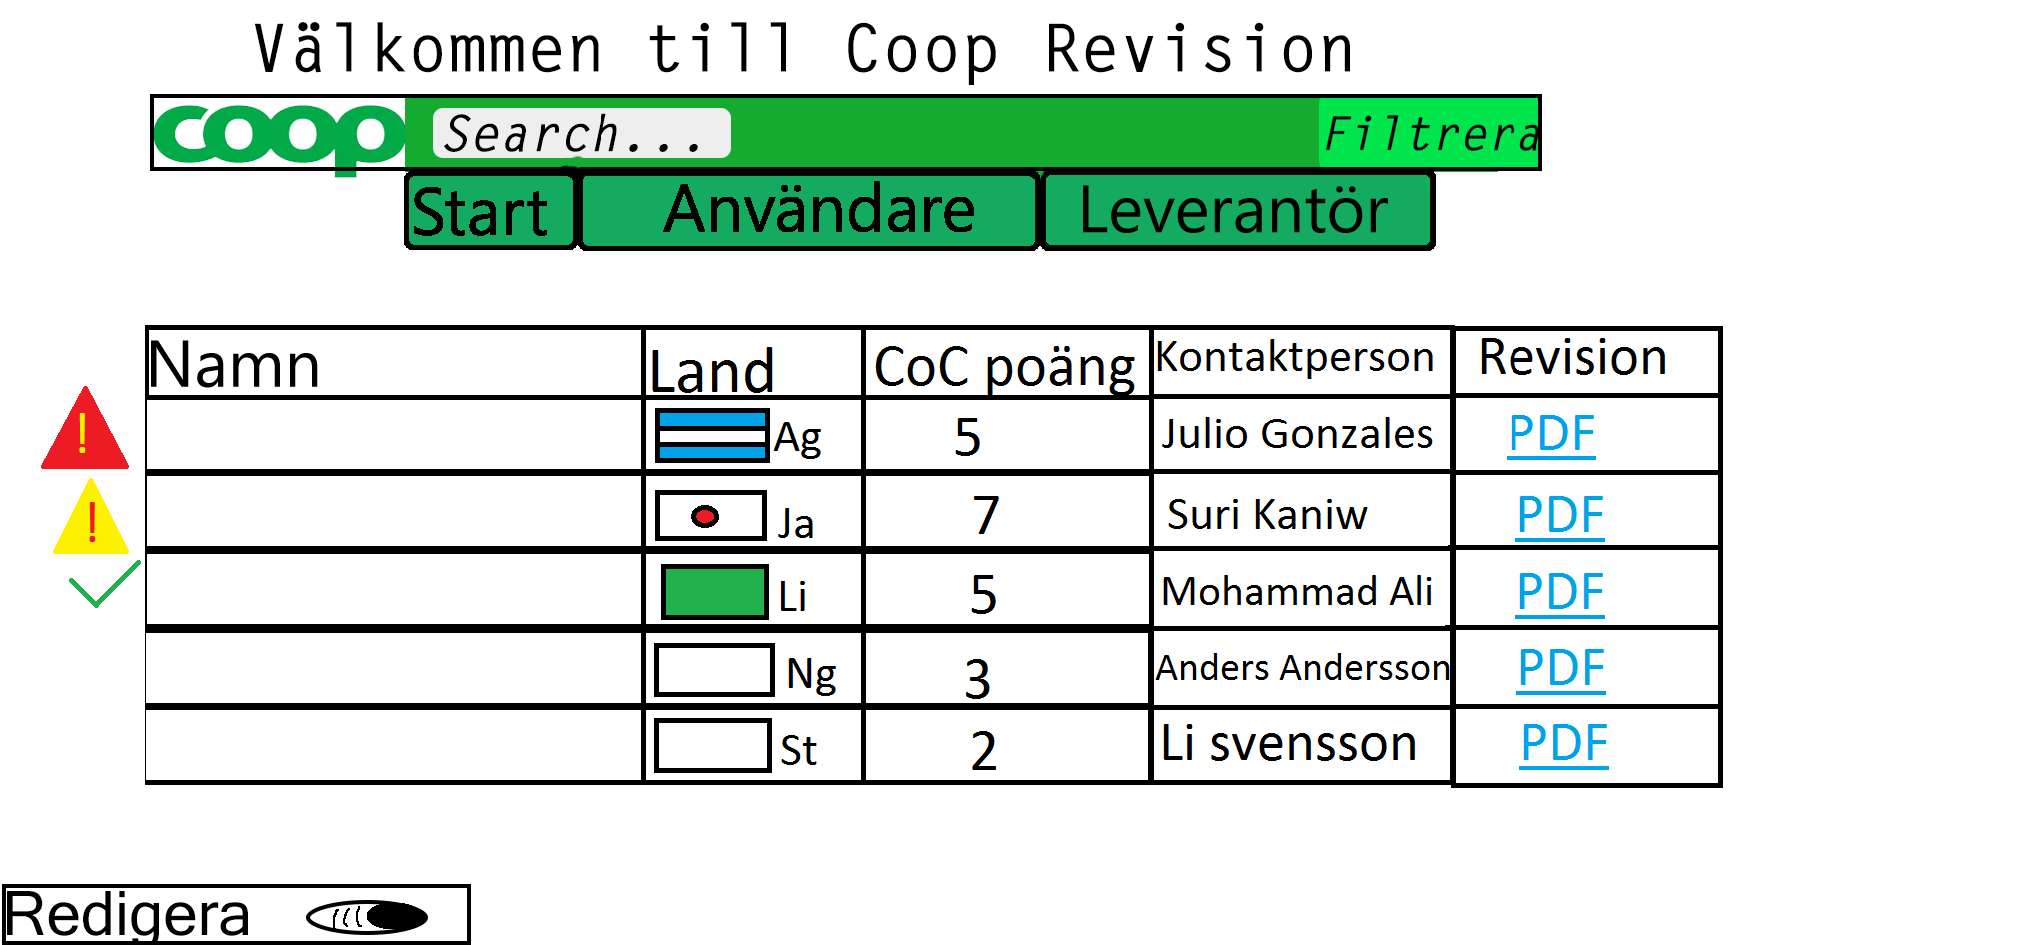 Välkommen till Coop Revision
coop Search... Filtrera
Start Användare Leverantör
Namn Land CoC poäng Kontaktperson Revision
! Ag 5 Julio Gonzales PDF
! Ja 7 Suri Kaniw PDF
Li 5 Mohammad Ali PDF
Ng 3 Anders Andersson PDF
St 2 Li svensson PDF
Redigera